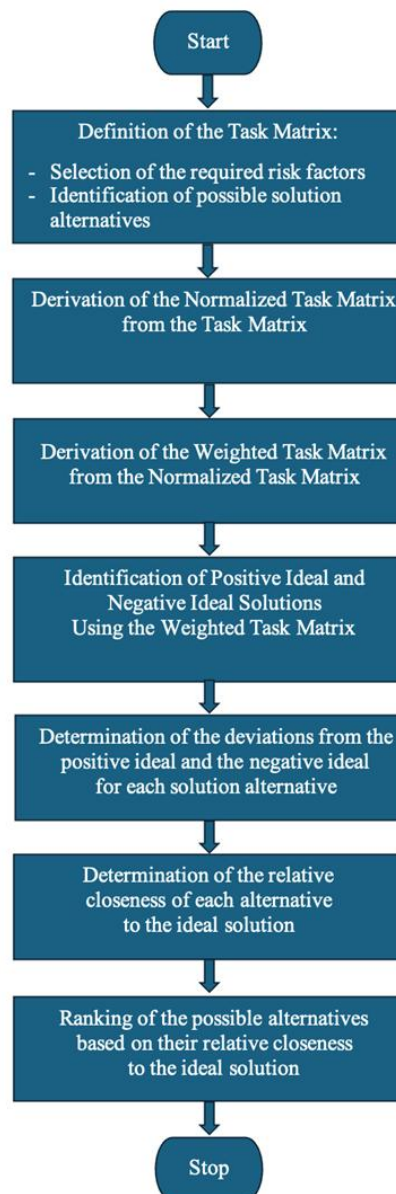 Start
Definition of the Task Matrix:
- Selection of the required risk factors
- Identification of possible solution
alternatives
Derivation of the Normalized Task Matrix
from the Task Matrix
Derivation of the Weighted Task Matrix
from the Normalized Task Matrix
Identification of Positive Ideal and
Negative Ideal Solutions
Using the Weighted Task Matrix
Determination of the deviations from the
positive ideal and the negative ideal
for each solution alternative
Determination of the relative
closeness of each alternative
to the ideal solution
Ranking of the possible alternatives
based on their relative closeness
to the ideal solution
Stop